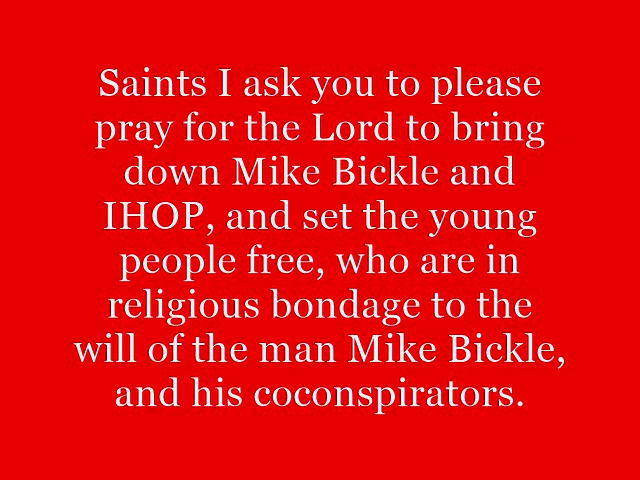 Saints I ask you to please
pray for the Lord to bring
down Mike Bickle and
IHOP, and set the young
people free, who are in
religious bondage to the
will of the man Mike Bickle,
and his coconspirators.